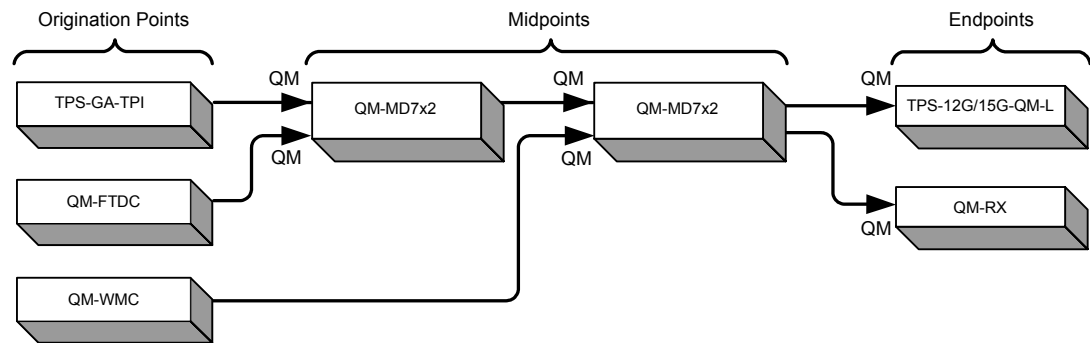 Origination Points
Midpoints
Endpoints
TPS-GA-TPI
QM
QM-MD7x2
QM
QM-MD7x2
QM
TPS-12G/15G-QM-L
QM
QM
QM-FTDC
QM-RX
QM
QM-WMC